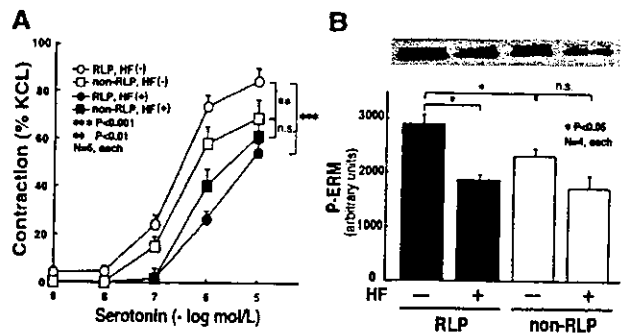 A
Contraction (% KCL)
100
80
60
40
20
0
RLP, HF(-)
non-RLP, HF(-)
RLP, HF(+)
non-RLP, HF(+)
*** P<0.001
** P<0.01
N=6, each
**
n.s.
***
9 8 7 6 5
Serotonin (- log mol/L)
B
P-ERM
(arbitrary units)
3000
2000
1000
0
*
*
n.s.
* P<0.05
N=4, each
HF — + — +
RLP non-RLP